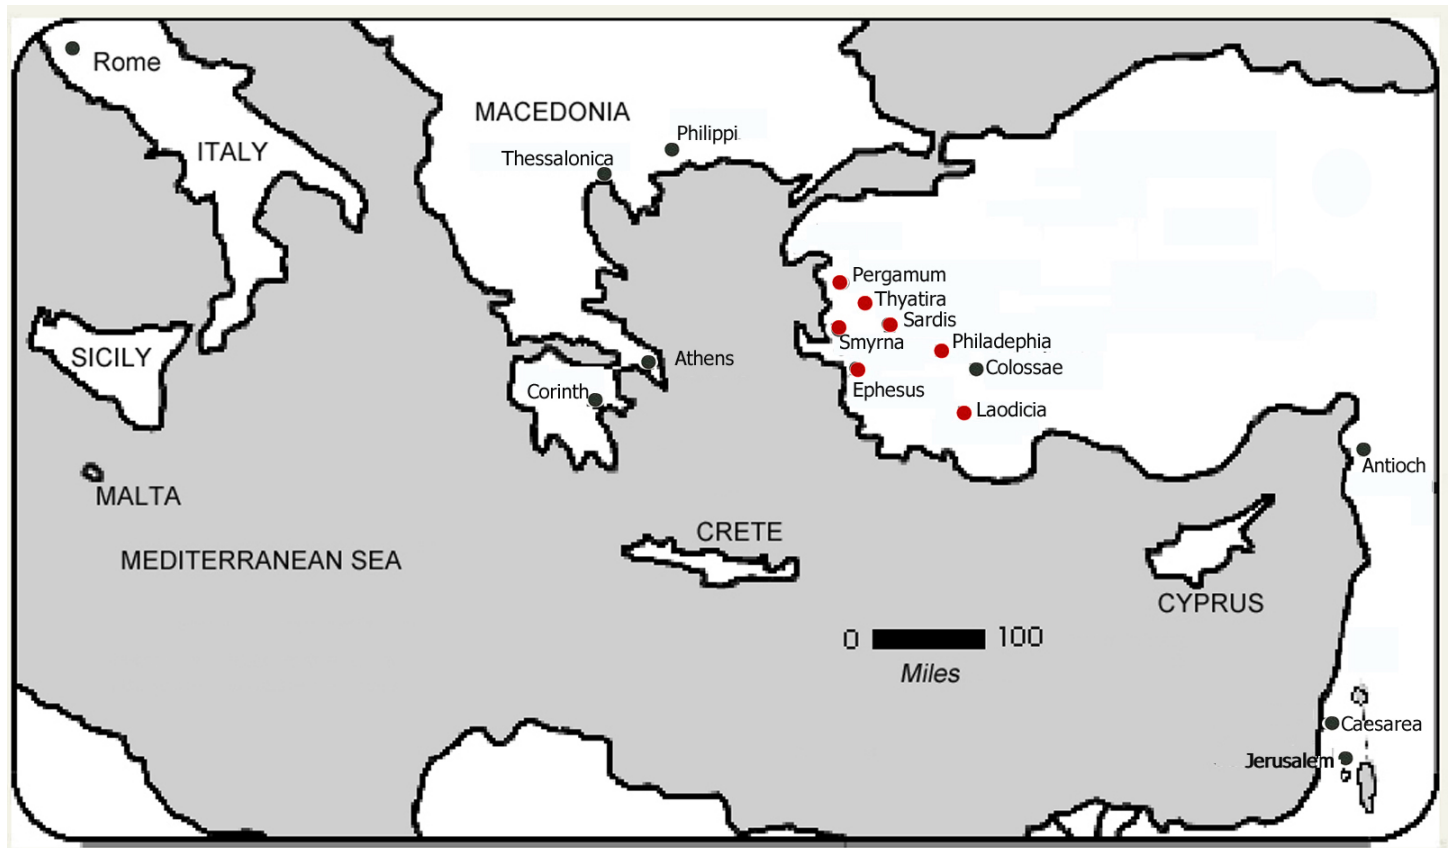 Rome
MACEDONIA
Philippi
Thessalonica
ITALY
Pergamum
Thyatira
Sardis
Smyrna
Philadephia
SICILY
Athens
Colossae
Ephesus
Corinth
Laodicia
Antioch
MALTA
CRETE
MEDITERRANEAN SEA
CYPRUS
0 100
Miles
Caesarea
Jerusalem